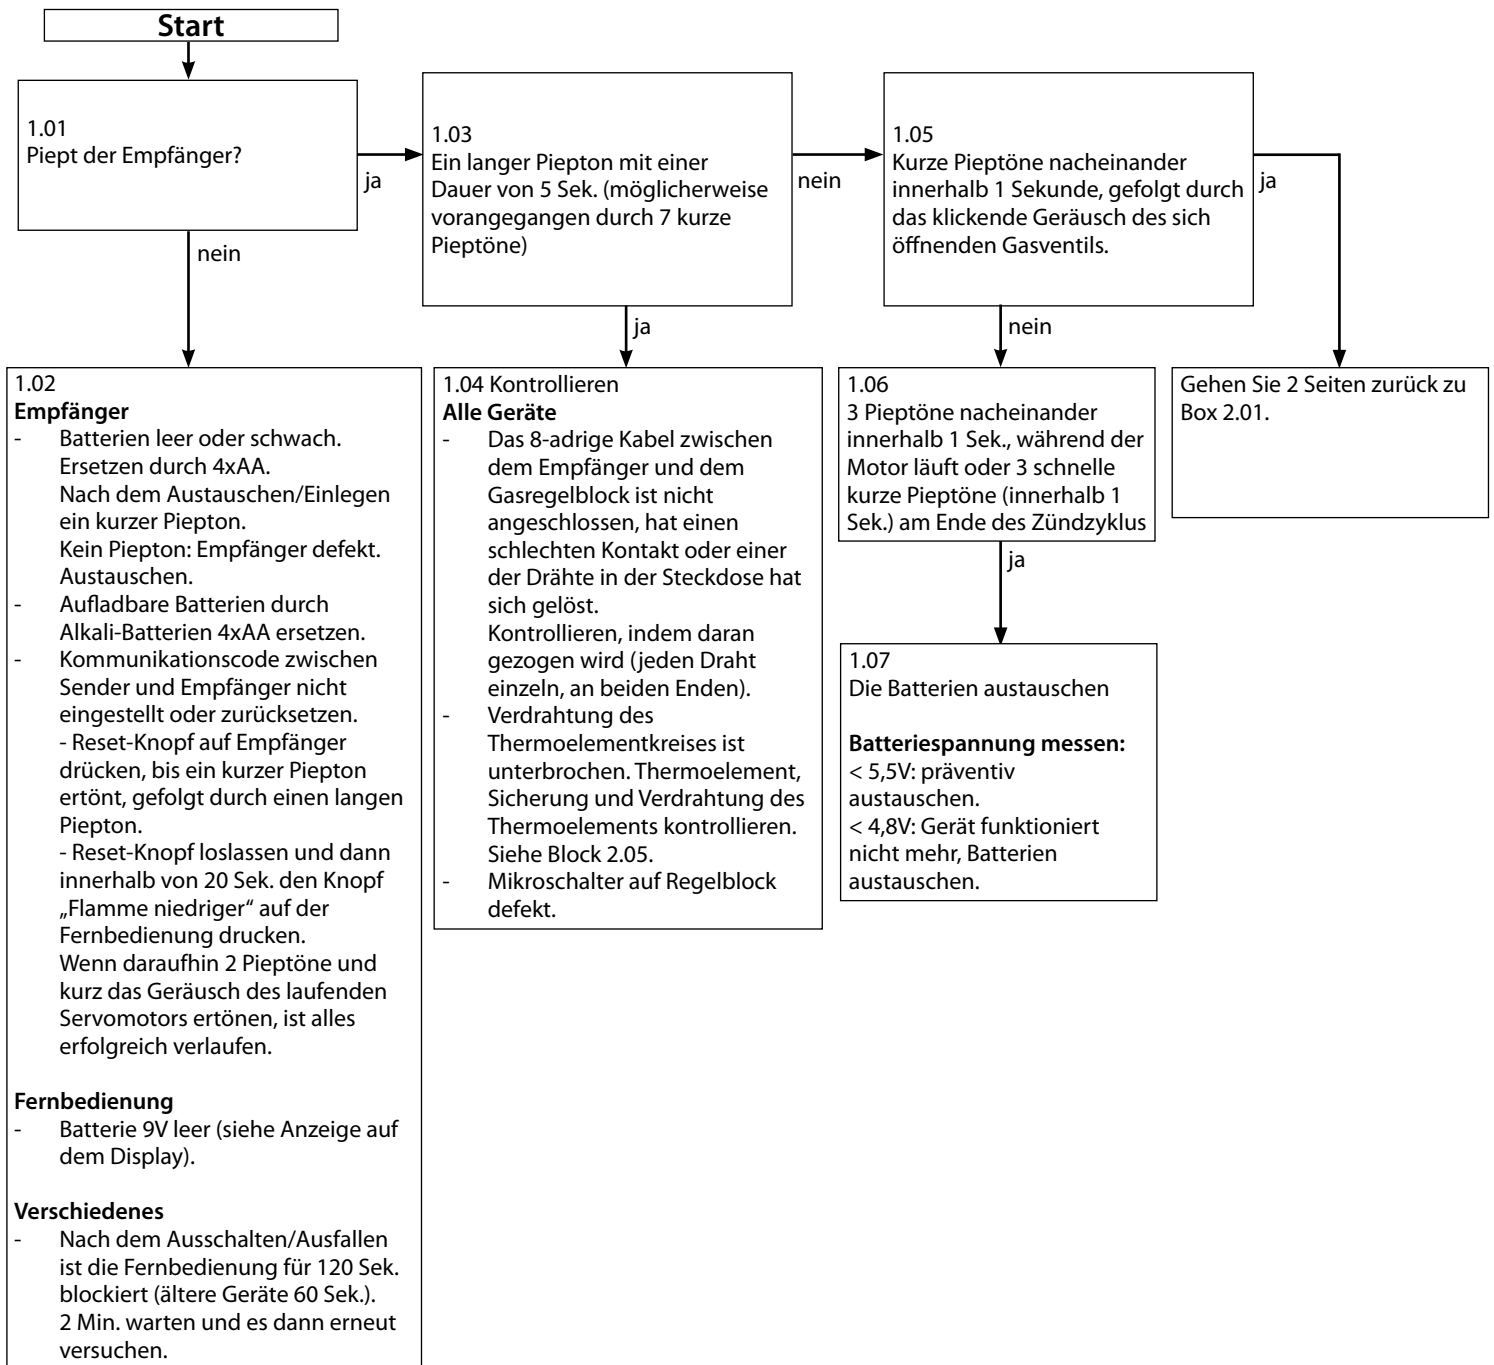 Start
1.01
Piept der Empfänger?
ja
nein
1.03
Ein langer Piepton mit einer
Dauer von 5 Sek. (möglicherweise
vorangegangen durch 7 kurze
Pieptöne)
nein
ja
1.05
Kurze Pieptöne nacheinander
innerhalb 1 Sekunde, gefolgt durch
das klickende Geräusch des sich
öffnenden Gasventils.
ja
nein
1.02
Empfänger
- Batterien leer oder schwach.
Ersetzen durch 4xAA.
Nach dem Austauschen/Einlegen
ein kurzer Piepton.
Kein Piepton: Empfänger defekt.
Austauschen.
- Aufladbare Batterien durch
Alkali-Batterien 4xAA ersetzen.
- Kommunikationscode zwischen
Sender und Empfänger nicht
eingestellt oder zurücksetzen.
- Reset-Knopf auf Empfänger
drücken, bis ein kurzer Piepton
ertönt, gefolgt durch einen langen
Piepton.
- Reset-Knopf loslassen und dann
innerhalb von 20 Sek. den Knopf
„Flamme niedriger“ auf der
Fernbedienung drucken.
Wenn daraufhin 2 Pieptöne und
kurz das Geräusch des laufenden
Servomotors ertönen, ist alles
erfolgreich verlaufen.
Fernbedienung
- Batterie 9V leer (siehe Anzeige auf
dem Display).
Verschiedenes
- Nach dem Ausschalten/Ausfallen
ist die Fernbedienung für 120 Sek.
blockiert (ältere Geräte 60 Sek.).
2 Min. warten und es dann erneut
versuchen.
1.04 Kontrollieren
Alle Geräte
- Das 8-adrige Kabel zwischen
dem Empfänger und dem
Gasregelblock ist nicht
angeschlossen, hat einen
schlechten Kontakt oder einer
der Drähte in der Steckdose hat
sich gelöst.
Kontrollieren, indem daran
gezogen wird (jeden Draht
einzeln, an beiden Enden).
- Verdrahtung des
Thermoelementkreises ist
unterbrochen. Thermoelement,
Sicherung und Verdrahtung des
Thermoelements kontrollieren.
Siehe Block 2.05.
- Mikroschalter auf Regelblock
defekt.
1.06
3 Pieptöne nacheinander
innerhalb 1 Sek., während der
Motor läuft oder 3 schnelle
kurze Pieptöne (innerhalb 1
Sek.) am Ende des Zündzyklus
ja
1.07
Die Batterien austauschen
Batteriespannung messen:
< 5,5V: präventiv
austauschen.
< 4,8V: Gerät funktioniert
nicht mehr, Batterien
austauschen.
Gehen Sie 2 Seiten zurück zu
Box 2.01.